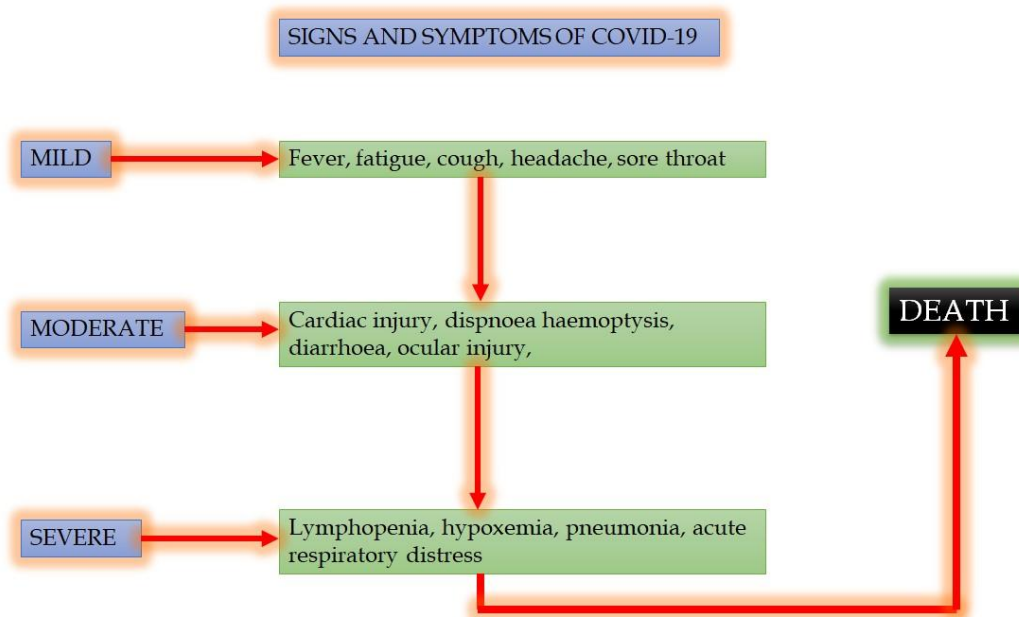 SIGNS AND SYMPTOMS OF COVID-19
MILD
Fever, fatigue, cough, headache, sore throat
MODERATE
Cardiac injury, dispnoea haemoptysis,
diarrhoea, ocular injury,
DEATH
SEVERE
Lymphopenia, hypoxemia, pneumonia, acute
respiratory distress